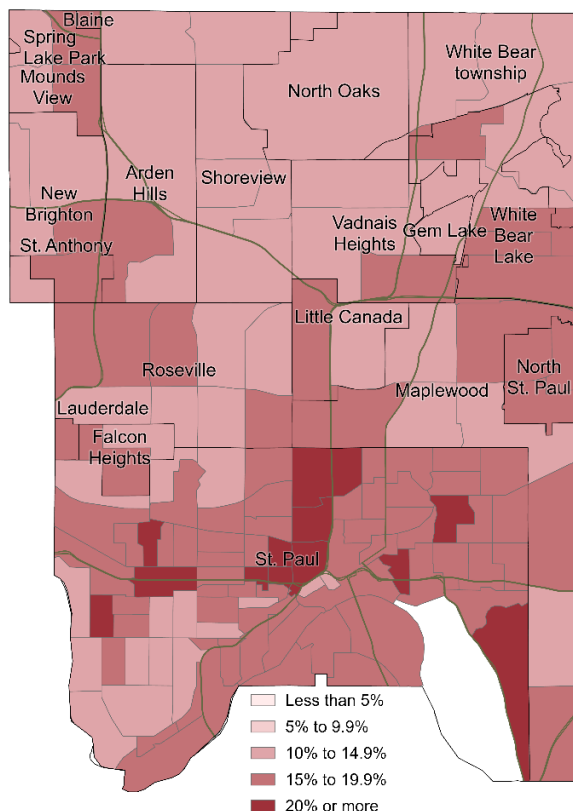 Blaine
Spring
Lake Park
Mounds
View
White Bear
township
North Oaks
Arden
Hills
Shoreview
New
Brighton
St. Anthony
Vadnais
Heights
Gem Lake
White
Bear
Lake
Little Canada
Roseville
Maplewood
North
St. Paul
Lauderdale
Falcon
Heights
St. Paul
Less than 5%
5% to 9.9%
10% to 14.9%
15% to 19.9%
20% or more